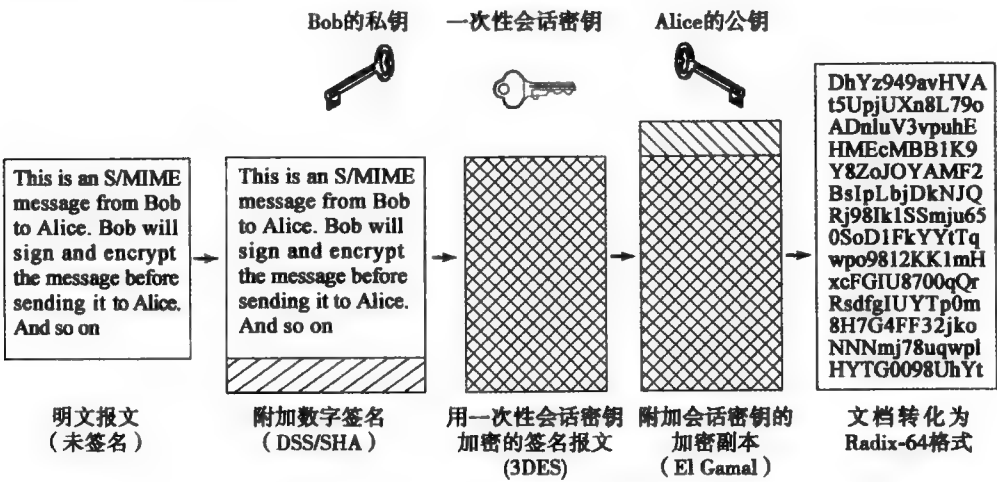 Bob的私钥
一次性会话密钥
Alice的公钥
This is an S/MIME
message from Bob
to Alice. Bob will
sign and encrypt
the message before
sending it to Alice.
And so on
This is an S/MIME
message from Bob
to Alice. Bob will
sign and encrypt
the message before
sending it to Alice.
And so on
DhYz949avHVA
t5UpjUXn8L79o
ADnluV3vpuhE
HMEcMBB1K9
Y8ZoJOYAMF2
BsIpLbjDkNJQ
Rj98Ik1SSmju65
0SoD1FkYYtTq
wpo9812KK1mH
xcFGIU8700qQr
RsdfgIUYTp0m
8H7G4FF32jko
NNNmj78uqwpl
HYTG0098UhYt
明文报文
（未签名）
附加数字签名
（DSS/SHA）
用一次性会话密钥
加密的签名报文
(3DES)
附加会话密钥的
加密副本
（El Gamal）
文档转化为
Radix-64格式